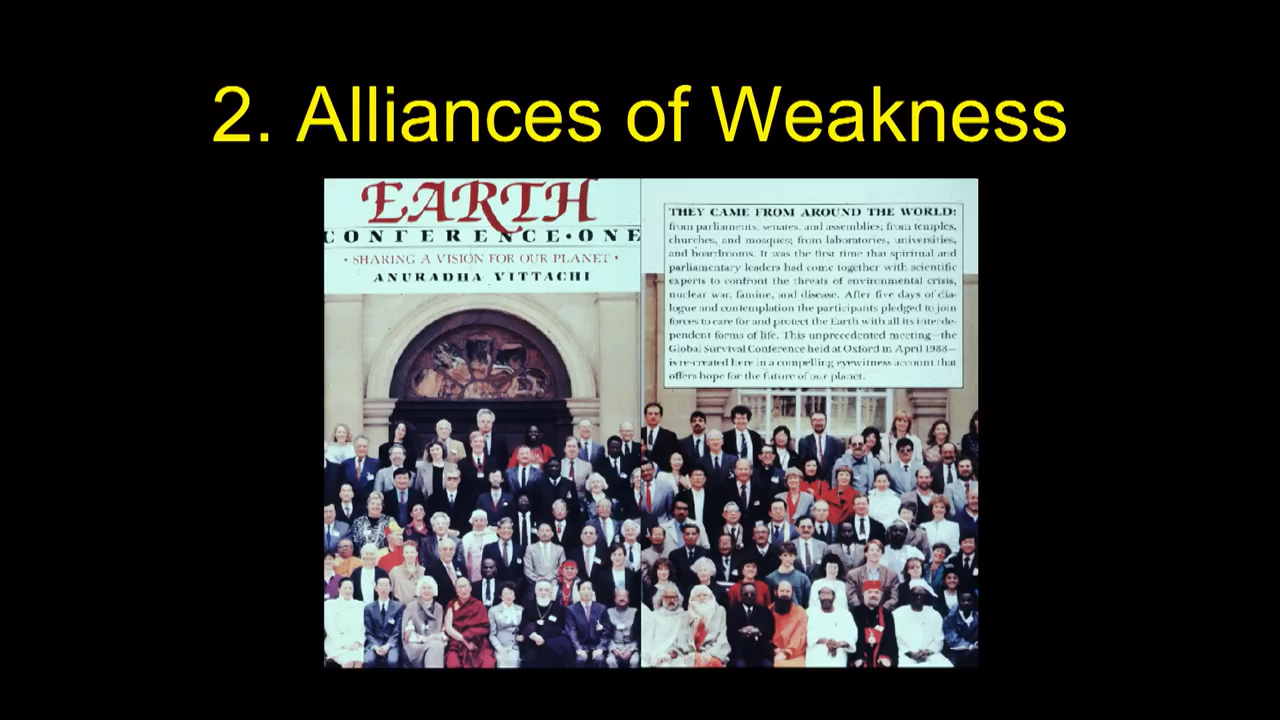 2. Alliances of Weakness
EARTH
CONFERENCE•ONE
• SHARING A VISION FOR OUR PLANET •
ANURADHA VITTACHI
THEY CAME FROM AROUND THE WORLD:
from parliaments, senates, and assemblies; from temples,
churches, and mosques; from laboratories, universities,
and boardrooms. It was the first time that spiritual and
parliamentary leaders had come together with scientific
experts to confront the threats of environmental crisis,
nuclear war, famine, and disease. After five days of dia-
logue and contemplation the participants pledged to join
forces to care for and protect the Earth with all its interde-
pendent forms of life. This unprecedented meeting—the
Global Survival Conference held at Oxford in April 1988—
is re-created here in a compelling eyewitness account that
offers hope for the future of our planet.